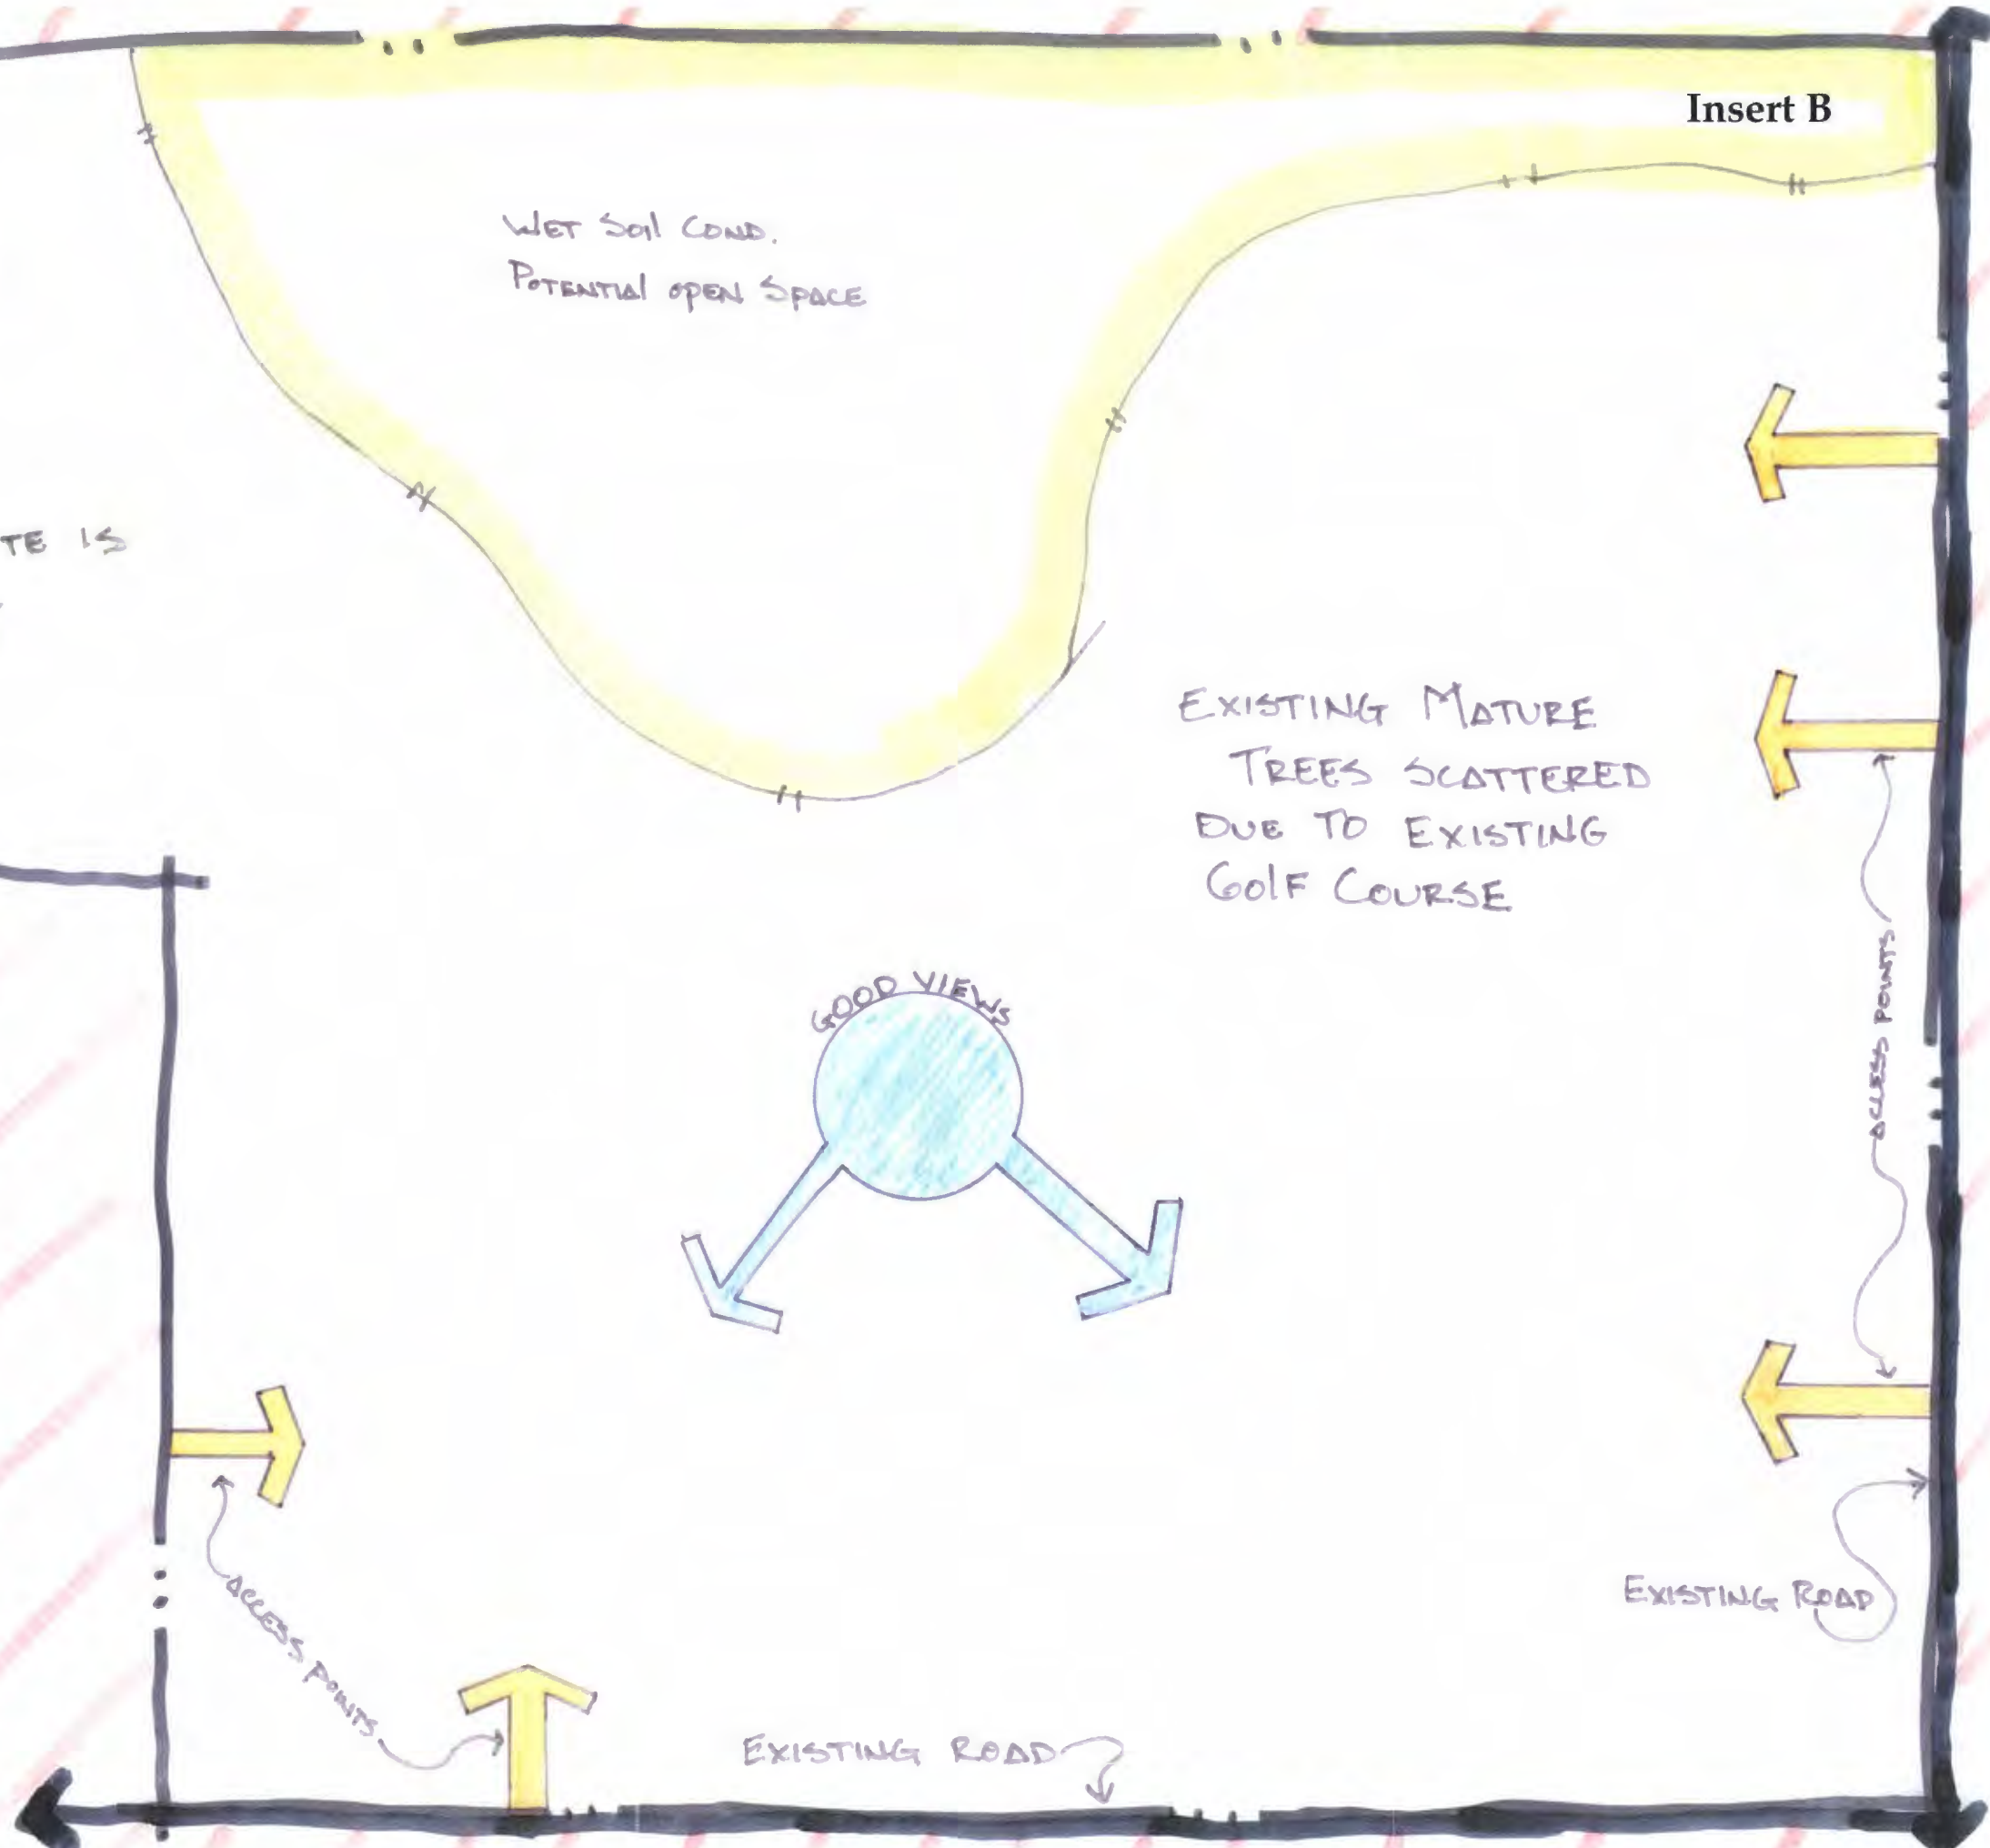 Insert B
WET SOIL COND.
POTENTIAL OPEN SPACE
TE IS
EXISTING MATURE
TREES SCATTERED
DUE TO EXISTING
GOLF COURSE
ACCESS POINTS
GOOD VIEWS
EXISTING ROAD
ACCESS POINTS
EXISTING ROAD